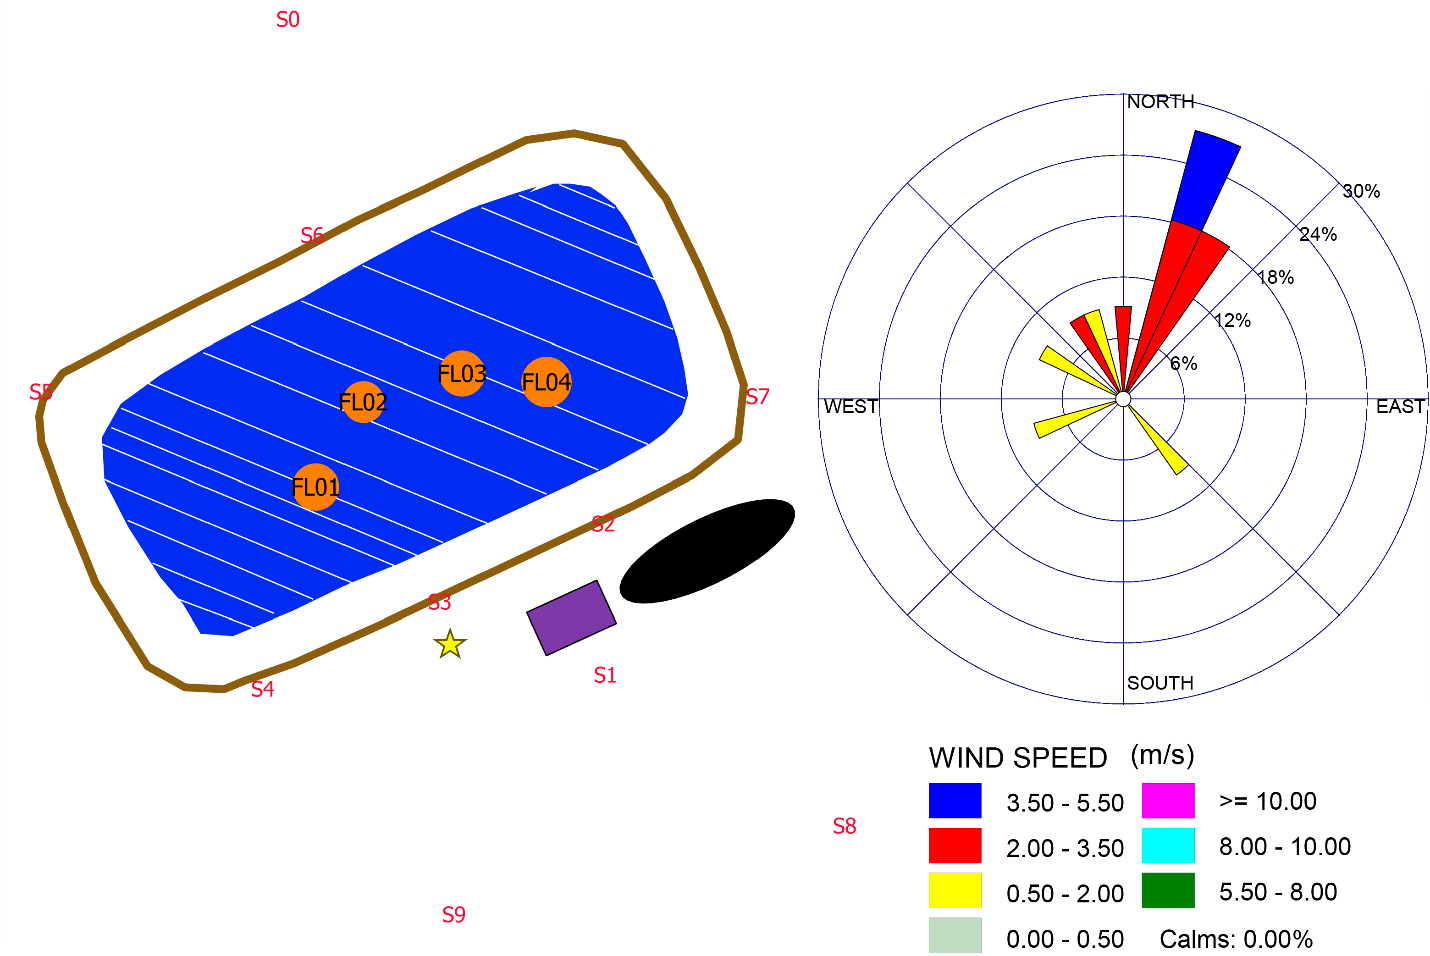 S0
S6
S5
S7
FL03
FL04
FL02
FL01
S2
S3
S1
S4
S8
S9
NORTH
30%
24%
18%
12%
6%
WEST
EAST
SOUTH
WIND SPEED (m/s)
3.50 - 5.50
>= 10.00
2.00 - 3.50
8.00 - 10.00
0.50 - 2.00
5.50 - 8.00
0.00 - 0.50
Calms: 0.00%